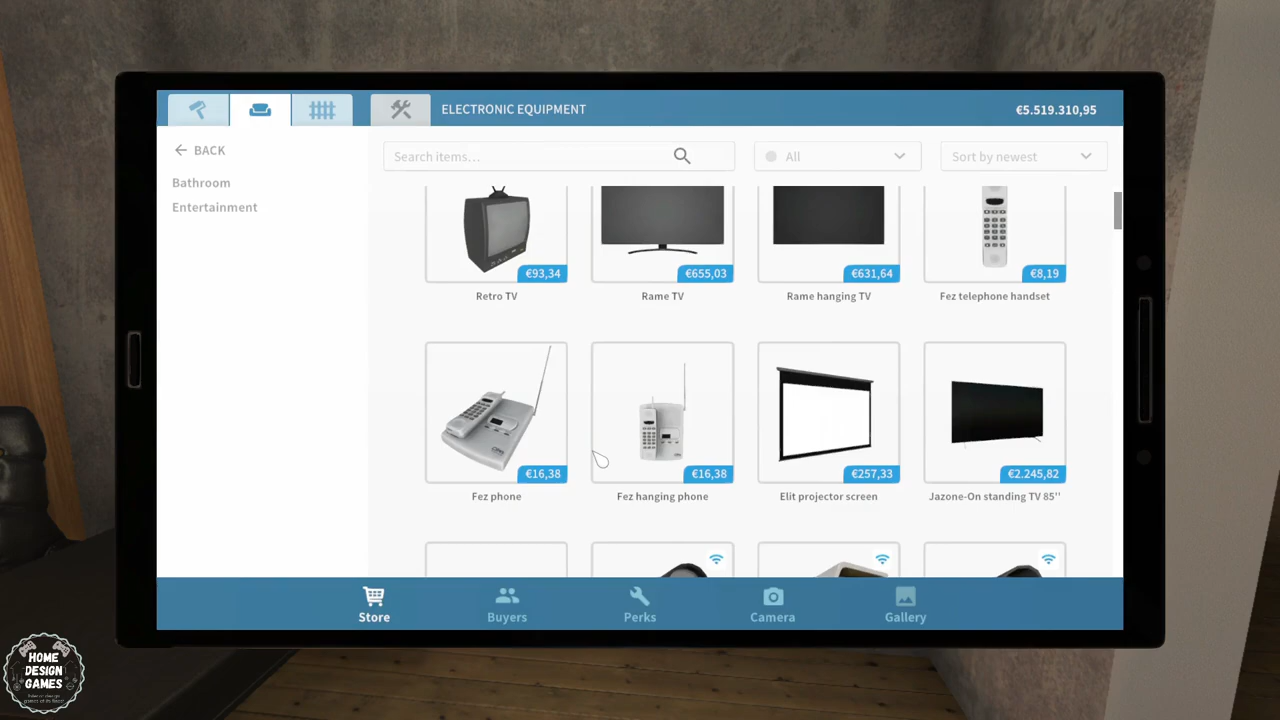 ELECTRONIC EQUIPMENT
€5.519.310,95
BACK
Bathroom
Entertainment
Search items...
All
Sort by newest
€93,34
€655,03
€631,64
€8,19
Retro TV
Rame TV
Rame hanging TV
Fez telephone handset
€16,38
€16,38
€257,33
€2.245,82
Fez phone
Fez hanging phone
Elit projector screen
Jazone-On standing TV 85''
Store
Buyers
Perks
Camera
Gallery
HOME
DESIGN
GAMES